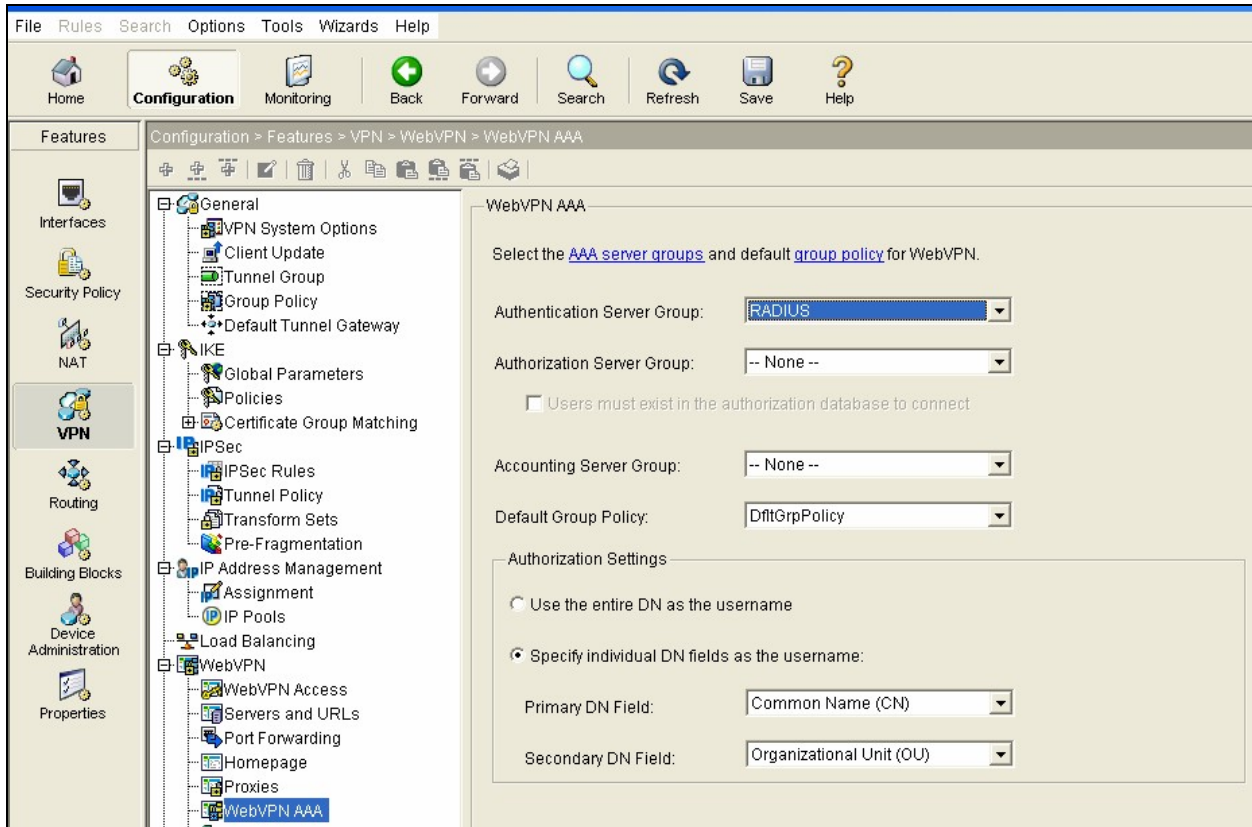 File Rules Search Options Tools Wizards Help
Home Configuration Monitoring Back Forward Search Refresh Save Help
Features
Configuration > Features > VPN > WebVPN > WebVPN AAA
Interfaces
Security Policy
NAT
VPN
Routing
Building Blocks
Device
Administration
Properties
General
VPN System Options
Client Update
Tunnel Group
Group Policy
Default Tunnel Gateway
IKE
Global Parameters
Policies
Certificate Group Matching
IPSec
IPSec Rules
Tunnel Policy
Transform Sets
Pre-Fragmentation
IP Address Management
Assignment
IP Pools
Load Balancing
WebVPN
WebVPN Access
Servers and URLs
Port Forwarding
Homepage
Proxies
WebVPN AAA
WebVPN AAA
Select the AAA server groups and default group policy for WebVPN.
Authentication Server Group: RADIUS
Authorization Server Group: -- None --
Users must exist in the authorization database to connect
Accounting Server Group: -- None --
Default Group Policy: DfltGrpPolicy
Authorization Settings
Use the entire DN as the username
Specify individual DN fields as the username:
Primary DN Field: Common Name (CN)
Secondary DN Field: Organizational Unit (OU)